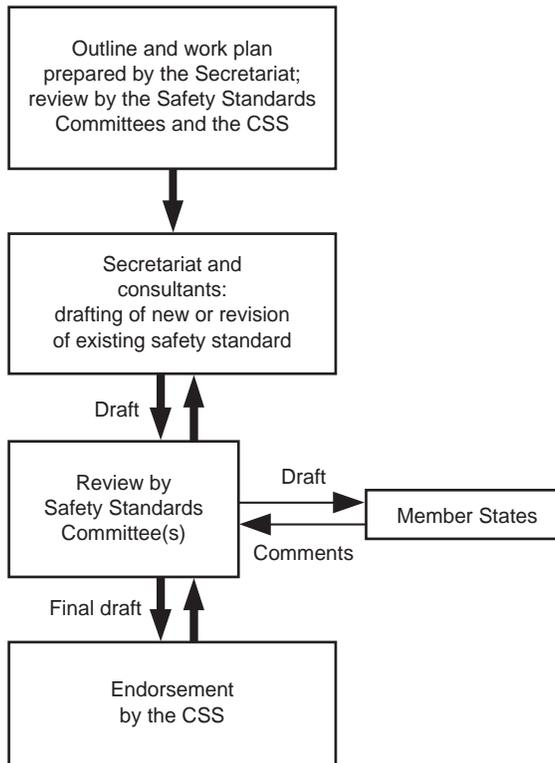 Outline and work plan
prepared by the Secretariat;
review by the Safety Standards
Committees and the CSS
Secretariat and
consultants:
drafting of new or revision
of existing safety standard
Draft
Review by
Safety Standards
Committee(s)
Draft
Member States
Comments
Final draft
Endorsement
by the CSS